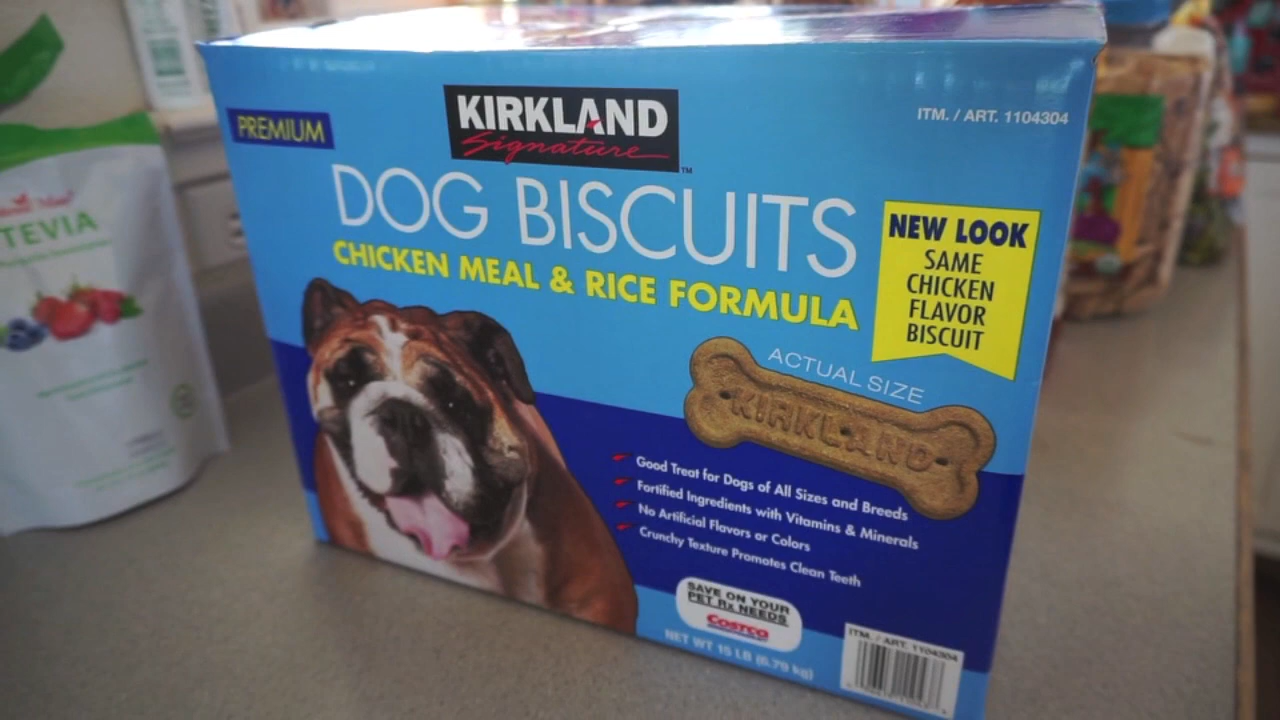 TEVIA
PREMIUM
KIRKLAND
Signature
TM
ITM. / ART. 1104304
DOG BISCUITS
CHICKEN MEAL & RICE FORMULA
NEW LOOK
SAME
CHICKEN
FLAVOR
BISCUIT
ACTUAL SIZE
KIRKLAND
Good Treat for Dogs of All Sizes and Breeds
Fortified Ingredients with Vitamins & Minerals
No Artificial Flavors or Colors
Crunchy Texture Promotes Clean Teeth
SAVE ON YOUR
PET Rx NEEDS
COSTCO
NET WT 15 LB (6.79 kg)
ITM. / ART. 1104304